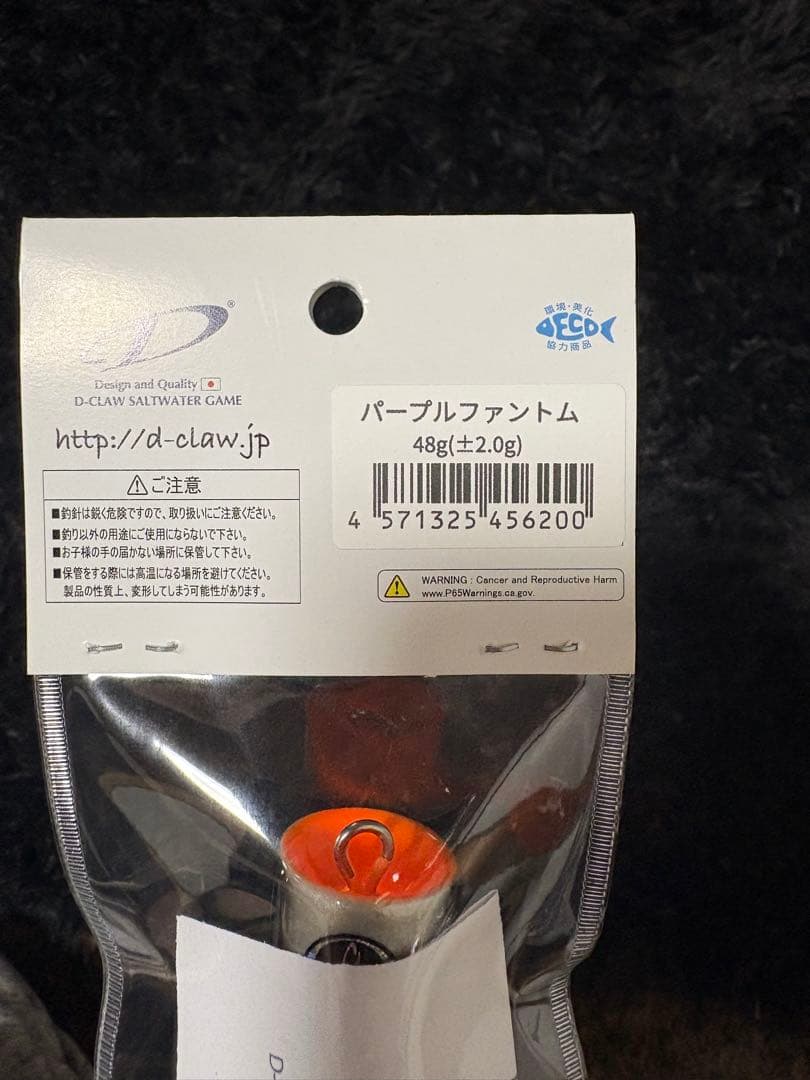 ®
Design and Quality
D-CLAW SALTWATER GAME
http://d-claw.jp
⚠ご注意
■釣針は鋭く危険ですので、取り扱いにご注意ください。
■釣り以外の用途にご使用にならないで下さい。
■お子様の手の届かない場所に保管して下さい。
■保管をする際には高温になる場所を避けてください。
製品の性質上、変形してしまう可能性があります。
環境・美化
DECO
協力商品
パープルファントム
48g(±2.0g)
4 571325 456200
WARNING : Cancer and Reproductive Harm
www.P65Warnings.ca.gov.
D-